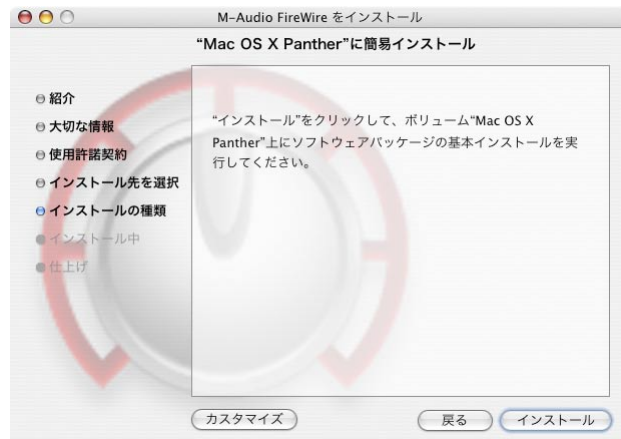 M-Audio FireWire をインストール
“Mac OS X Panther”に簡易インストール
紹介
大切な情報
使用許諾契約
インストール先を選択
インストールの種類
インストール中
仕上げ
“インストール”をクリックして、ボリューム“Mac OS X
Panther”上にソフトウェアパッケージの基本インストールを実
行してください。
カスタマイズ
戻る
インストール